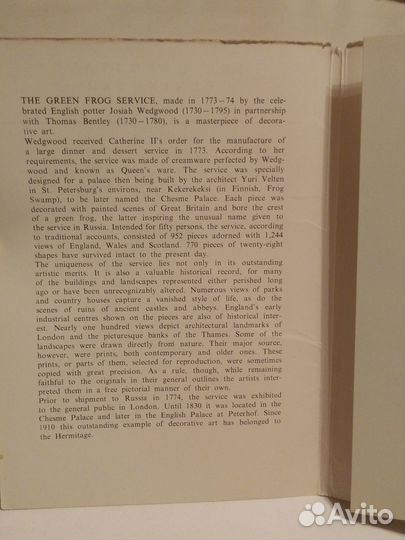 THE GREEN FROG SERVICE, made in 1773–74 by the cele-
brated English potter Josiah Wedgwood (1730–1795) in partnership
with Thomas Bentley (1730–1780), is a masterpiece of decora-
tive art.
Wedgwood received Catherine II's order for the manufacture of
a large dinner and dessert service in 1773. According to her
requirements, the service was made of creamware perfected by Wedg-
wood and known as Queen's ware. The service was specially
designed for a palace then being built by the architect Yuri Velten
in St. Petersburg's environs, near Kekerekeksi (in Finnish, Frog
Swamp), to be later named the Chesme Palace. Each piece was
decorated with painted scenes of Great Britain and bore the crest
of a green frog, the latter inspiring the unusual name given to
the service in Russia. Intended for fifty persons, the service, according
to traditional accounts, consisted of 952 pieces adorned with 1,244
views of England, Wales and Scotland. 770 pieces of twenty-eight
shapes have survived intact to the present day.
The uniqueness of the service lies not only in its outstanding
artistic merits. It is also a valuable historical record, for many
of the buildings and landscapes represented either perished long
ago or have been unrecognizably altered. Numerous views of parks
and country houses capture a vanished style of life, as do the
scenes of ruins of ancient castles and abbeys. England's early
industrial centres shown on the pieces are also of historical inter-
est. Nearly one hundred views depict architectural landmarks of
London and the picturesque banks of the Thames. Some of the
landscapes were drawn directly from nature. Their major source,
however, were prints, both contemporary and older ones. These
prints, or parts of them, selected for reproduction, were sometimes
copied with great precision. As a rule, though, while remaining
faithful to the originals in their general outlines the artists inter-
preted them in a free pictorial manner of their own.
Prior to shipment to Russia in 1774, the service was exhibited
to the general public in London. Until 1830 it was located in the
Chesme Palace and later in the English Palace at Peterhof. Since
1910 this outstanding example of decorative art has belonged to
the Hermitage.
Avito